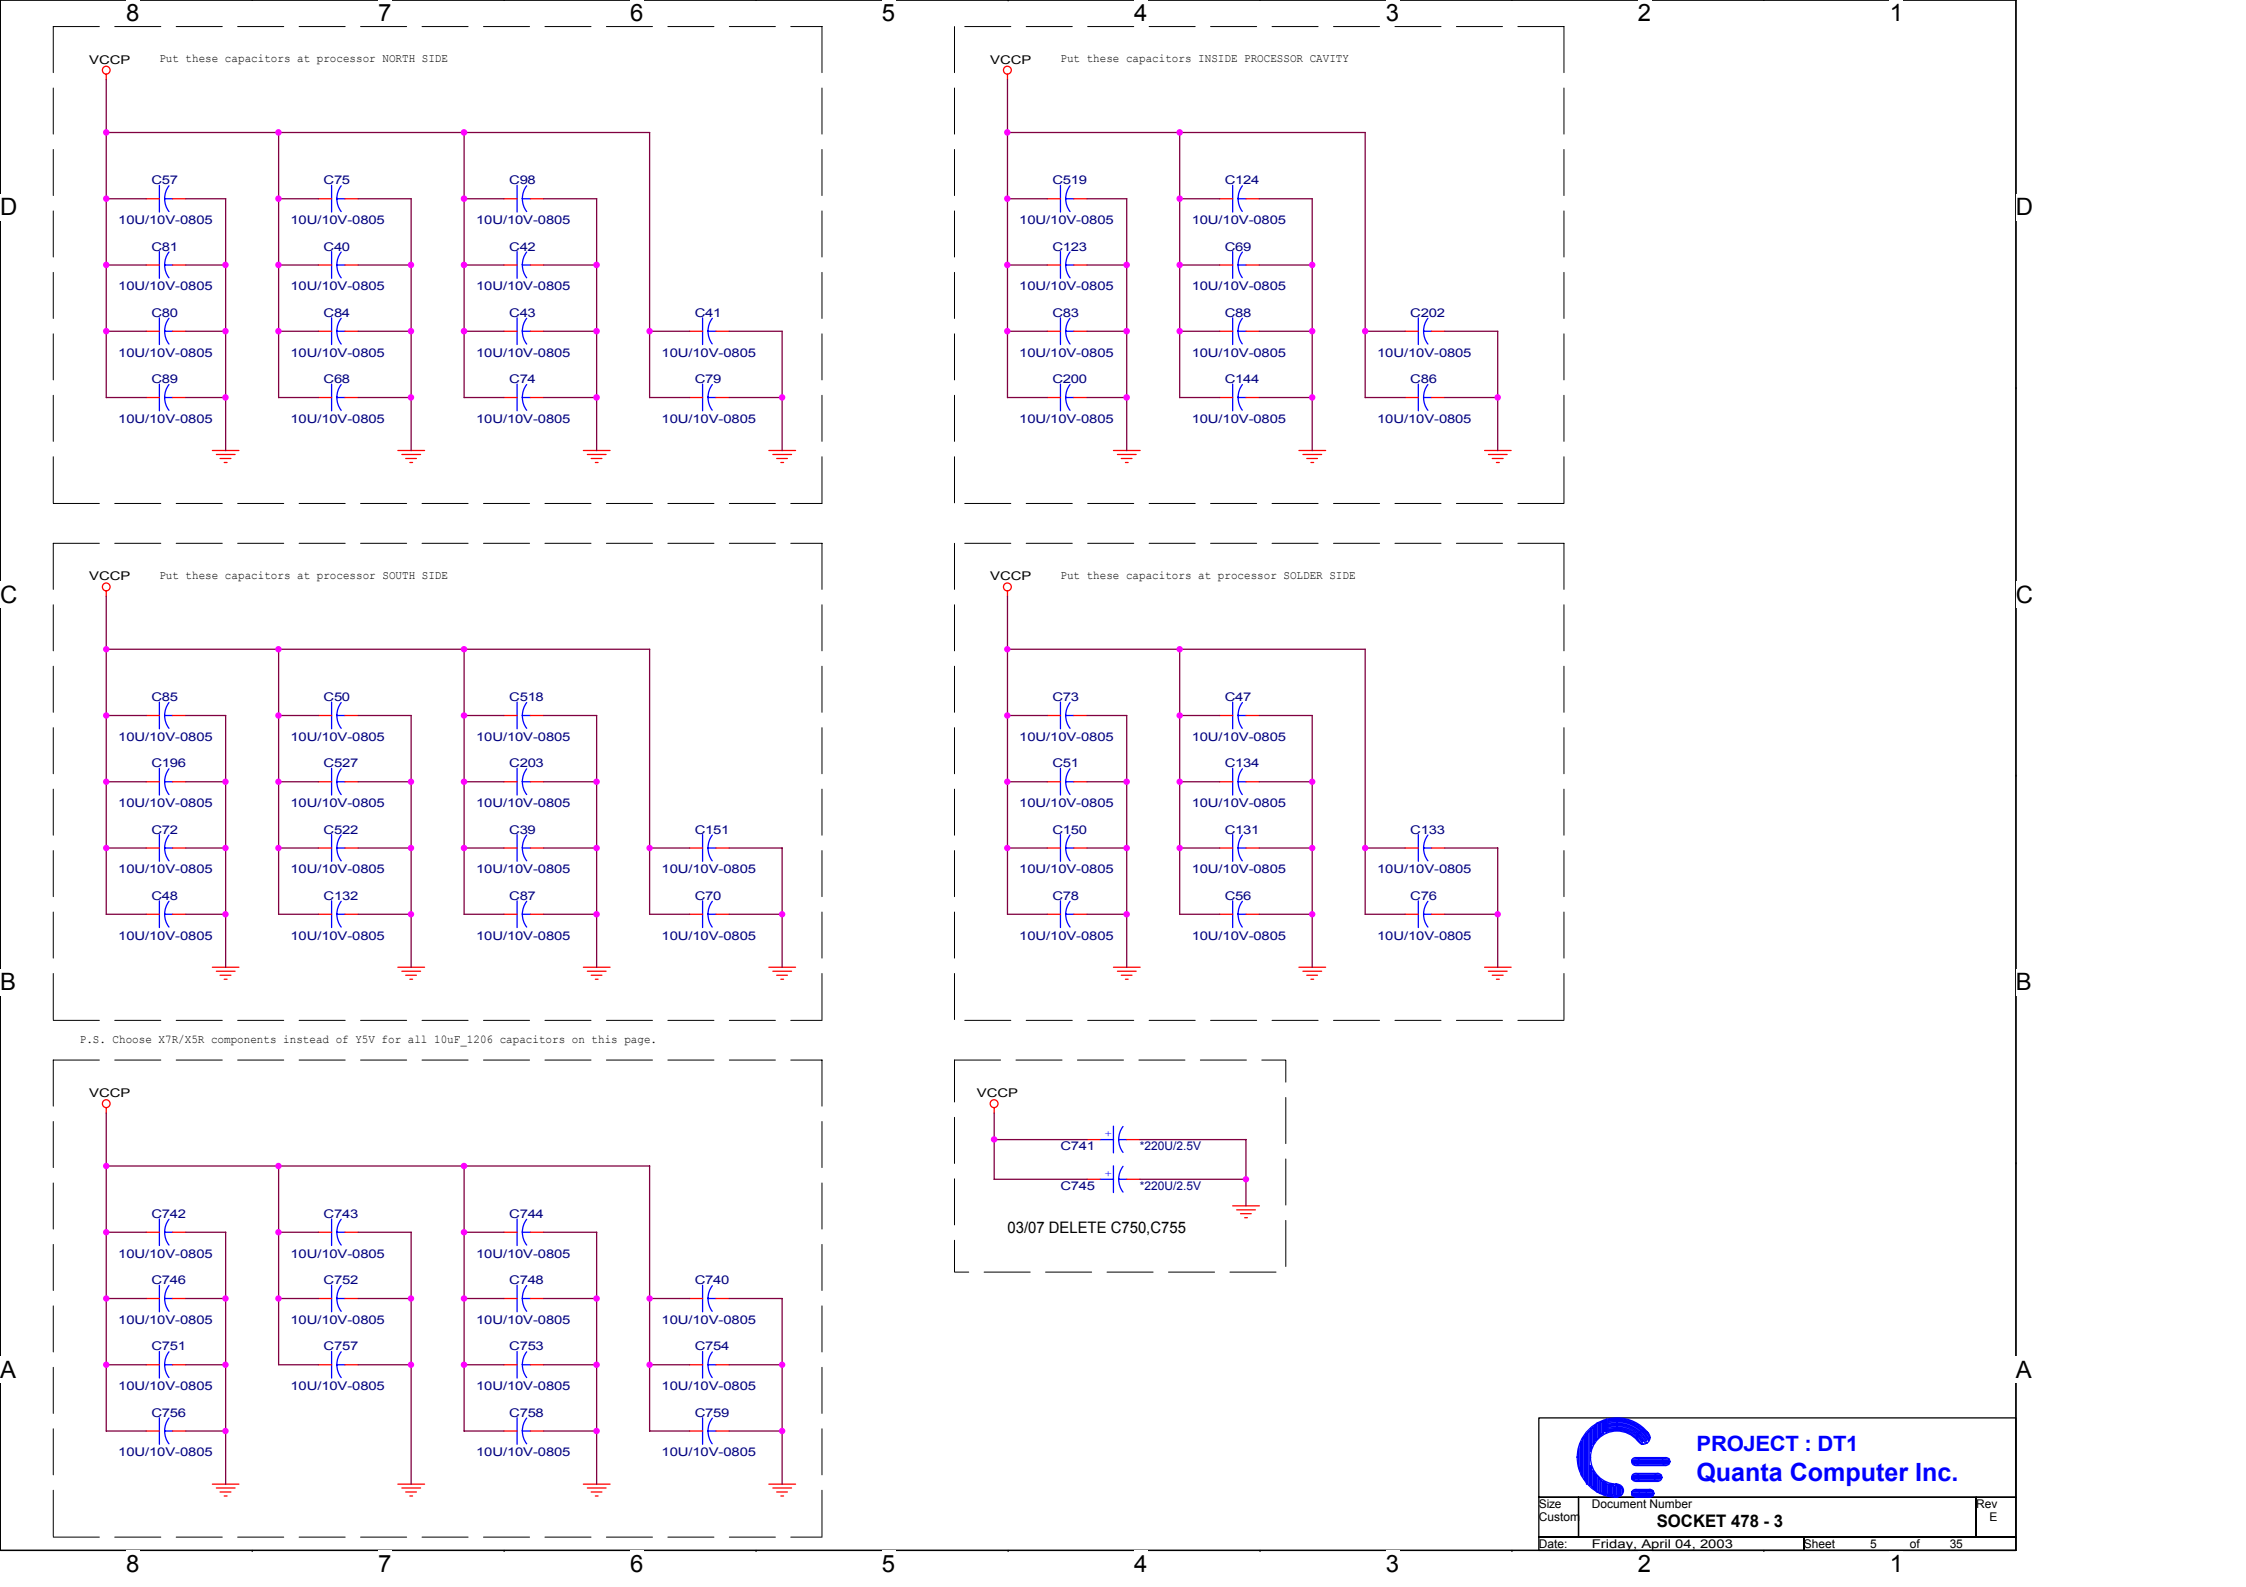 8 7 6 5 4 3 2 1
VCCP Put these capacitors at processor NORTH SIDE
C57 C75 C98
10U/10V-0805 10U/10V-0805 10U/10V-0805
C81 C40 C42
10U/10V-0805 10U/10V-0805 10U/10V-0805
C80 C84 C43 C41
10U/10V-0805 10U/10V-0805 10U/10V-0805 10U/10V-0805
C89 C68 C74 C79
10U/10V-0805 10U/10V-0805 10U/10V-0805 10U/10V-0805
VCCP Put these capacitors INSIDE PROCESSOR CAVITY
C519 C124
10U/10V-0805 10U/10V-0805
C123 C69
10U/10V-0805 10U/10V-0805
C83 C88 C202
10U/10V-0805 10U/10V-0805 10U/10V-0805
C200 C144 C86
10U/10V-0805 10U/10V-0805 10U/10V-0805
D D
VCCP Put these capacitors at processor SOUTH SIDE
C85 C50 C518
10U/10V-0805 10U/10V-0805 10U/10V-0805
C196 C527 C203
10U/10V-0805 10U/10V-0805 10U/10V-0805
C72 C522 C39 C151
10U/10V-0805 10U/10V-0805 10U/10V-0805 10U/10V-0805
C48 C132 C87 C70
10U/10V-0805 10U/10V-0805 10U/10V-0805 10U/10V-0805
VCCP Put these capacitors at processor SOLDER SIDE
C73 C47
10U/10V-0805 10U/10V-0805
C51 C134
10U/10V-0805 10U/10V-0805
C150 C131 C133
10U/10V-0805 10U/10V-0805 10U/10V-0805
C78 C56 C76
10U/10V-0805 10U/10V-0805 10U/10V-0805
C C
B B
P.S. Choose X7R/X5R components instead of Y5V for all 10uF_1206 capacitors on this page.
VCCP
C742 C743 C744
10U/10V-0805 10U/10V-0805 10U/10V-0805
C746 C752 C748 C740
10U/10V-0805 10U/10V-0805 10U/10V-0805 10U/10V-0805
C751 C757 C753 C754
10U/10V-0805 10U/10V-0805 10U/10V-0805 10U/10V-0805
C756 C758 C759
10U/10V-0805 10U/10V-0805 10U/10V-0805
VCCP
C741 + *220U/2.5V
C745 + *220U/2.5V
03/07 DELETE C750,C755
A A
PROJECT : DT1
Quanta Computer Inc.
Size Document Number Rev
Custom SOCKET 478 - 3 E
Date: Friday, April 04, 2003 Sheet 5 of 35
8 7 6 5 4 3 2 1